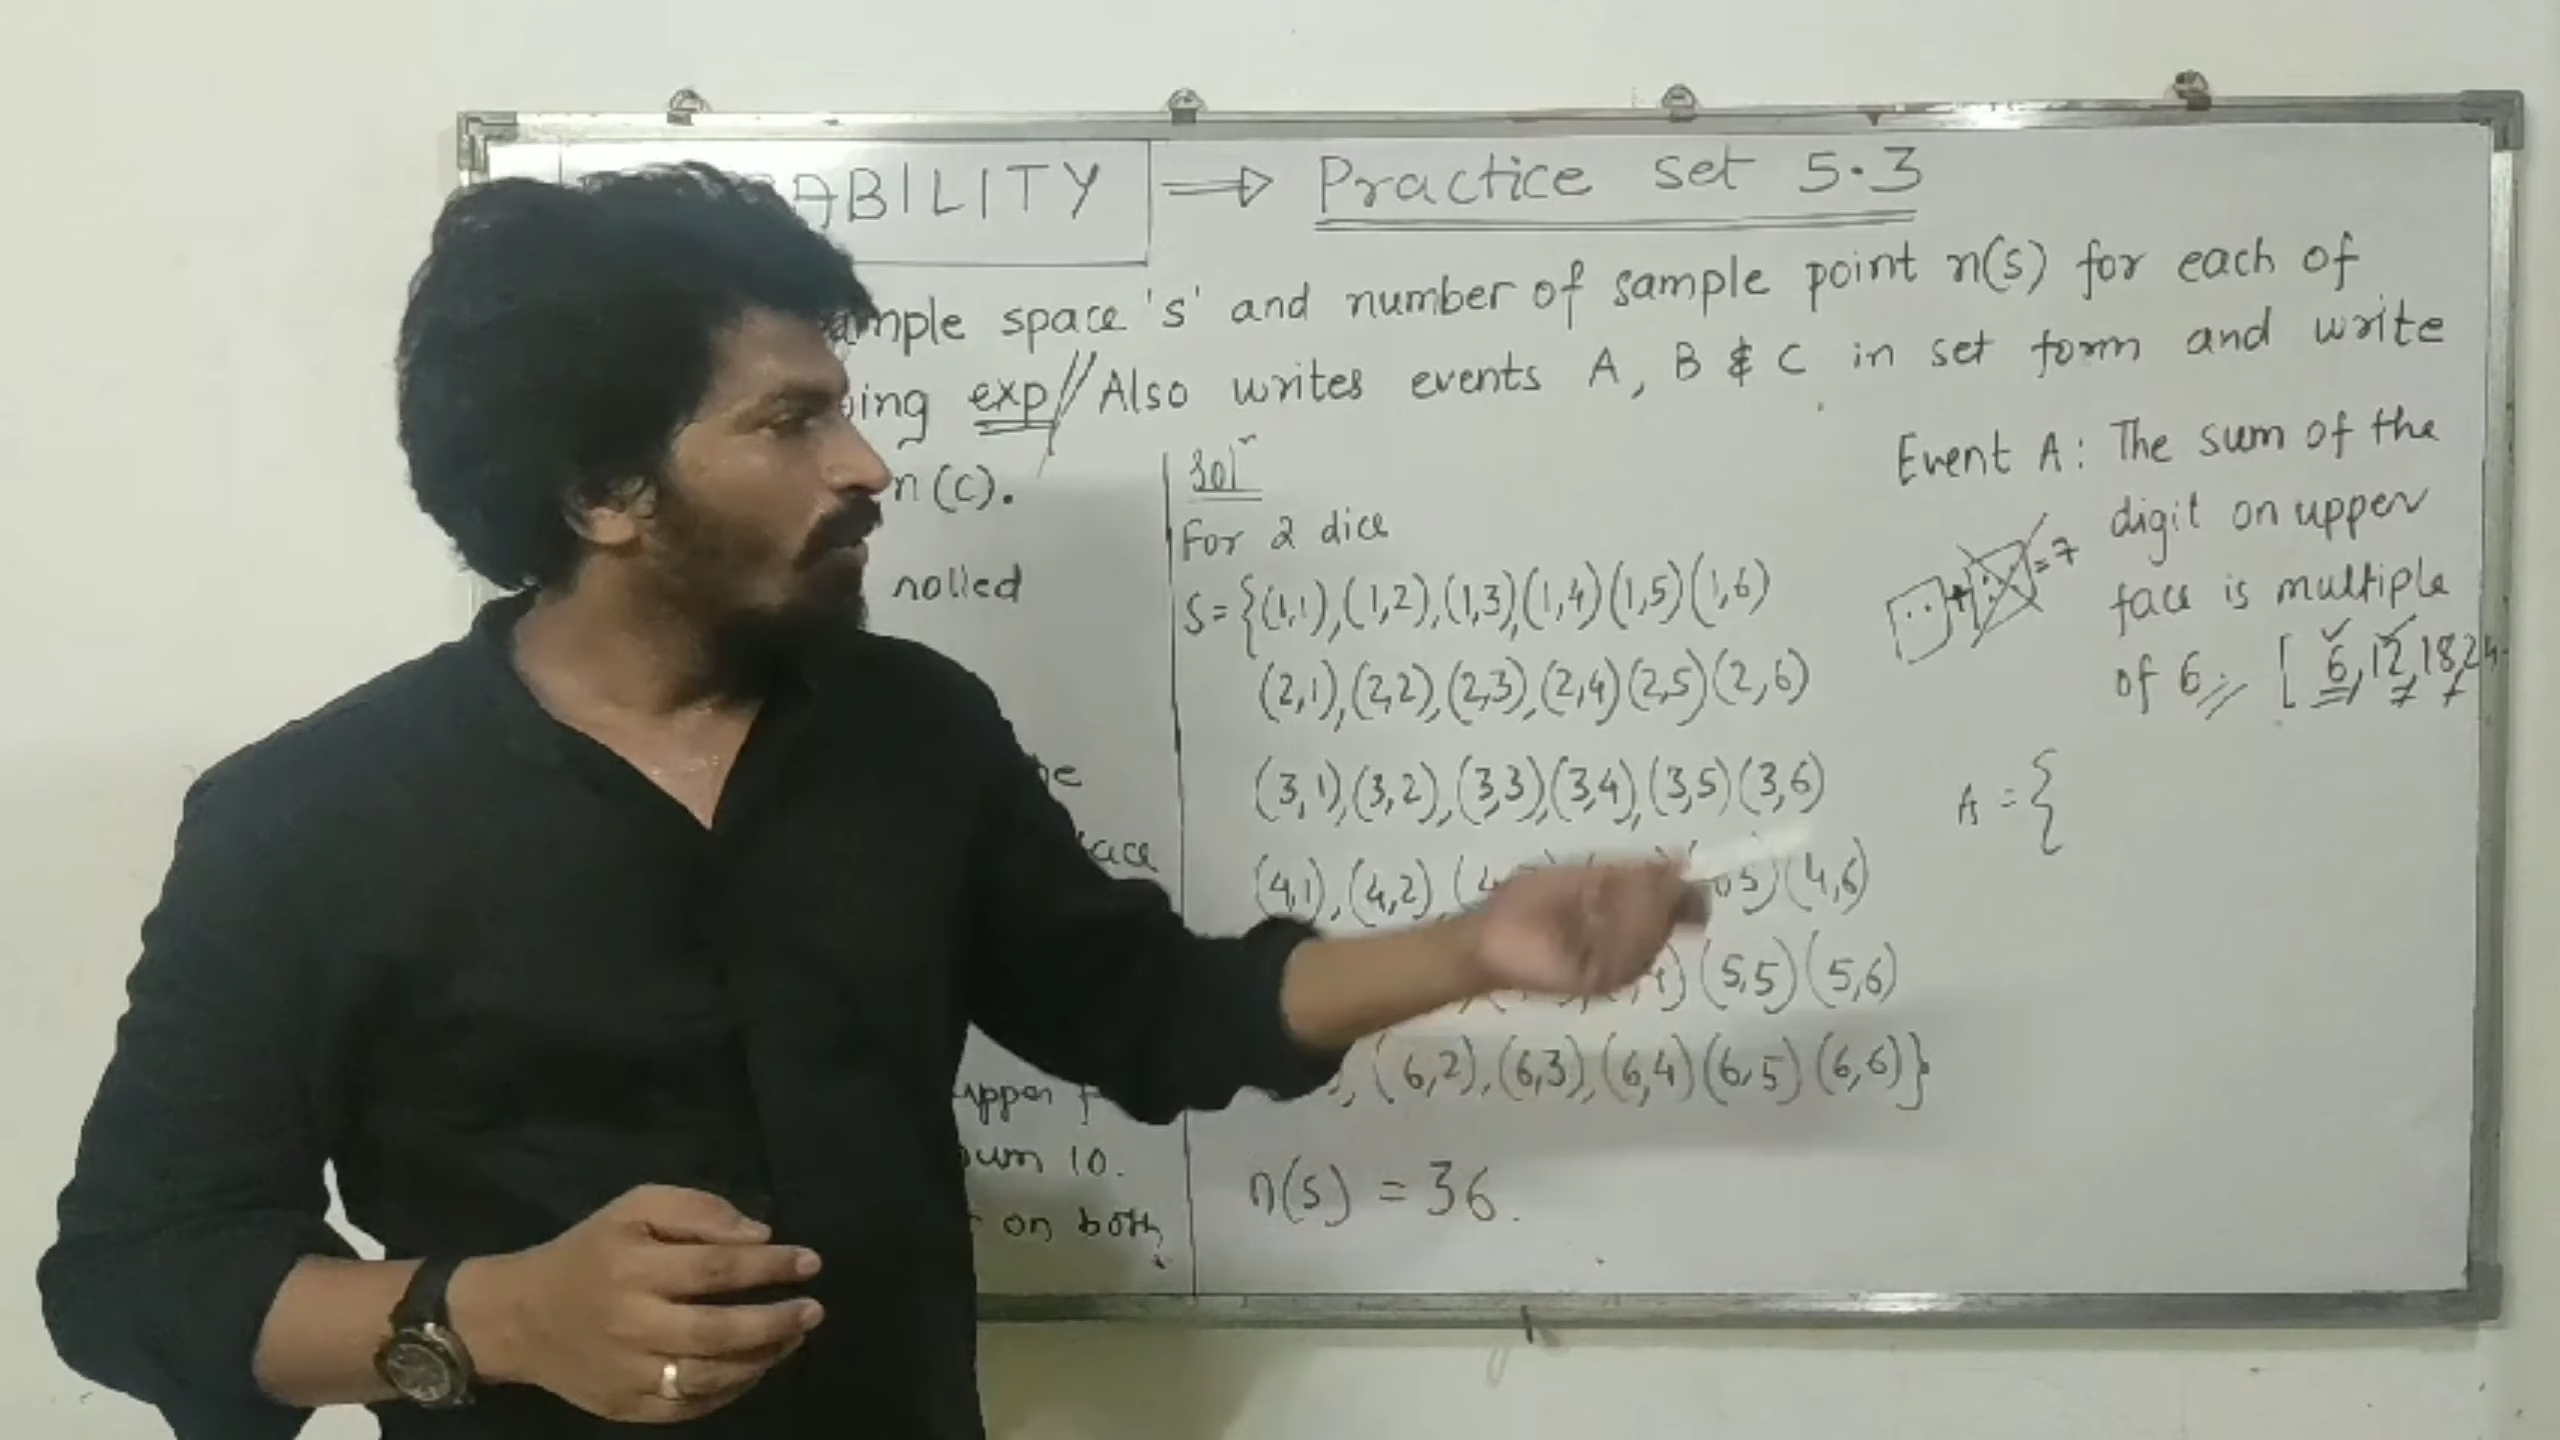 ABILITY ⇒ Practice set 5.3
ample space 's' and number of sample point n(s) for each of
ing exp // Also writes events A, B & C in set form and write
n(c).
rolled
ace
upper f
um 10.
on both
Sol^n
For 2 dice
S={(1,1),(1,2),(1,3),(1,4)(1,5)(1,6)
(2,1),(2,2),(2,3),(2,4)(2,5)(2,6)
(3,1),(3,2),(3,3)(3,4),(3,5)(3,6)
(4,1),(4,2),(4 5)(4,6)
(5,5)(5,6)
(6,2),(6,3),(6,4)(6,5)(6,6)}
n(s) = 36.
Event A: The sum of the
digit on upper
face is multiple
of 6. [6,12,18,24
+ =7
A={